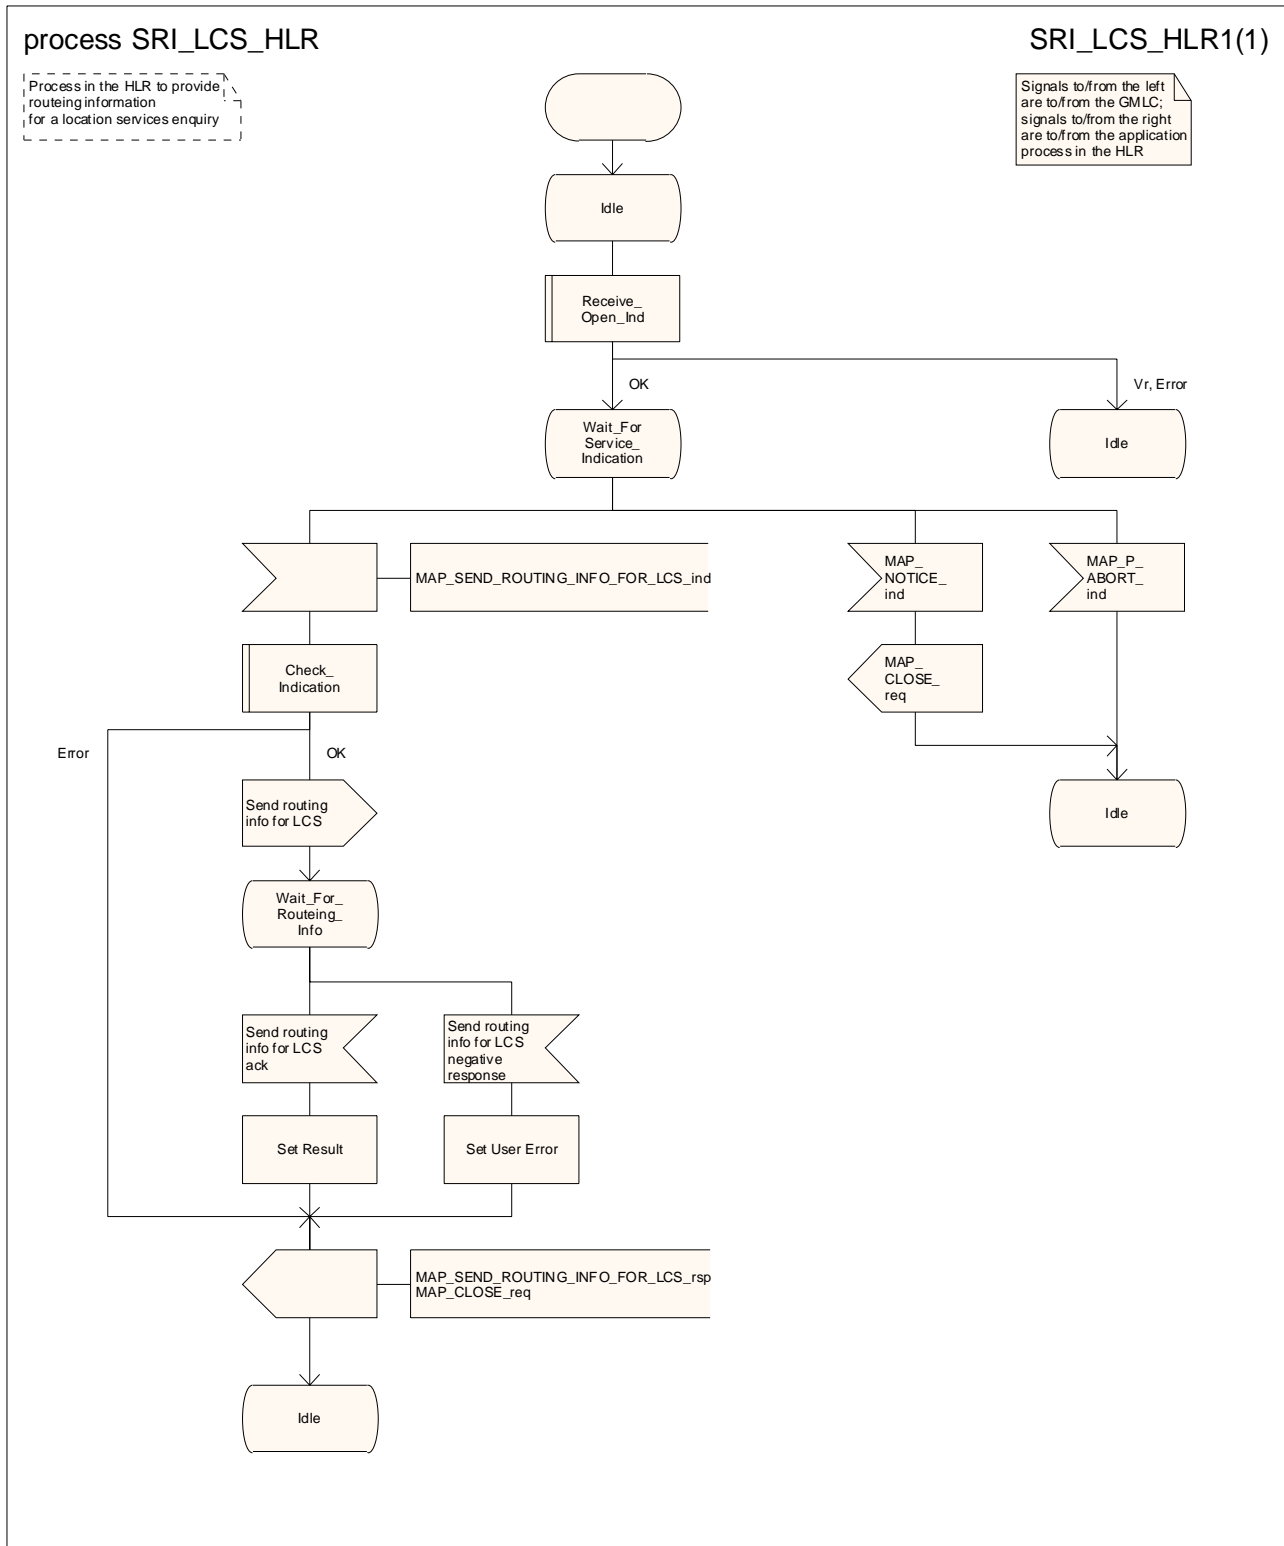 process SRI_LCS_HLR
SRI_LCS_HLR1(1)
Process in the HLR to provide
routeing information
for a location services enquiry
Signals to/from the left
are to/from the GMLC;
signals to/from the right
are to/from the application
process in the HLR
Idle
Receive_
Open_Ind
OK
Vr, Error
Wait_For
Service_
Indication
Idle
MAP_SEND_ROUTING_INFO_FOR_LCS_ind
MAP_
NOTICE_
ind
MAP_P_
ABORT_
ind
Check_
Indication
MAP_
CLOSE_
req
Error
OK
Send routing
info for LCS
Idle
Wait_For_
Routeing_
Info
Send routing
info for LCS
ack
Send routing
info for LCS
negative
response
Set Result
Set User Error
MAP_SEND_ROUTING_INFO_FOR_LCS_rsp
MAP_CLOSE_req
Idle